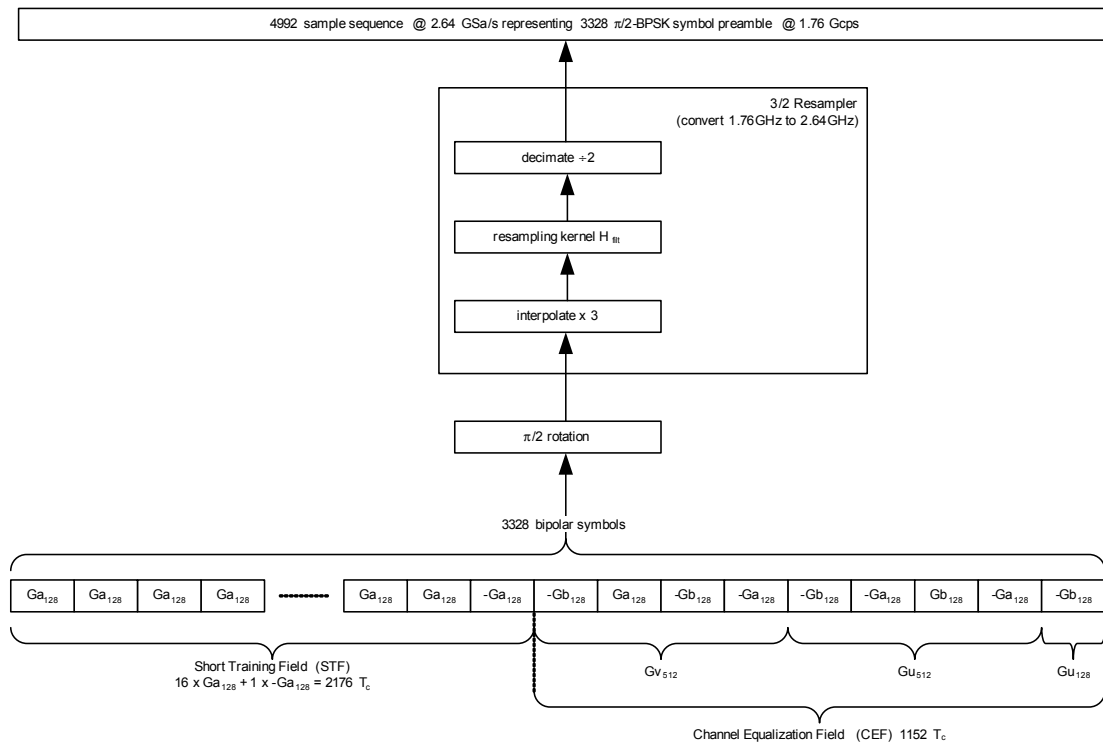 4992 sample sequence @ 2.64 GSa/s representing 3328 π/2-BPSK symbol preamble @ 1.76 Gcps
3/2 Resampler
(convert 1.76GHz to 2.64GHz)
decimate ÷2
resampling kernel H filt
interpolate x 3
π/2 rotation
3328 bipolar symbols
Ga128 Ga128 Ga128 Ga128 Ga128 Ga128 -Ga128 -Gb128 Ga128 -Gb128 -Ga128 -Gb128 -Ga128 Gb128 -Ga128 -Gb128
Short Training Field (STF)
16 x Ga128 + 1 x -Ga128 = 2176 Tc
Gv512 Gu512 Gu128
Channel Equalization Field (CEF) 1152 Tc